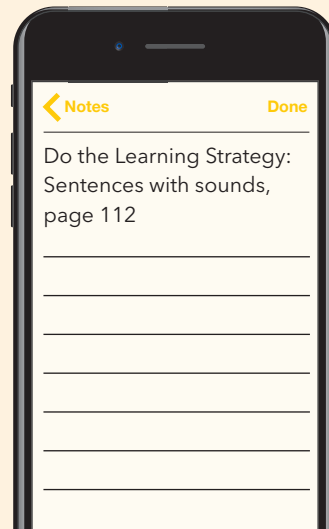 Notes Done
Do the Learning Strategy:
Sentences with sounds,
page 112